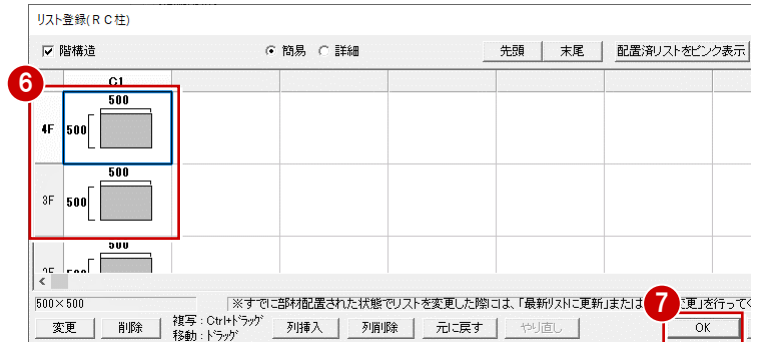 リスト登録(RC柱)
階構造 簡易 詳細 先頭 末尾 配置済リストをピンク表示
6
C1
500
4F 500
500
3F 500
500
500×500 ※すでに部材配置された状態でリストを変更した際には、「最新リストに更新」または 更」を行ってく
7
変更 削除 複写：Ctrl+ドラッグ 列挿入 列削除 元に戻す やり直し OK
移動：ドラッグ